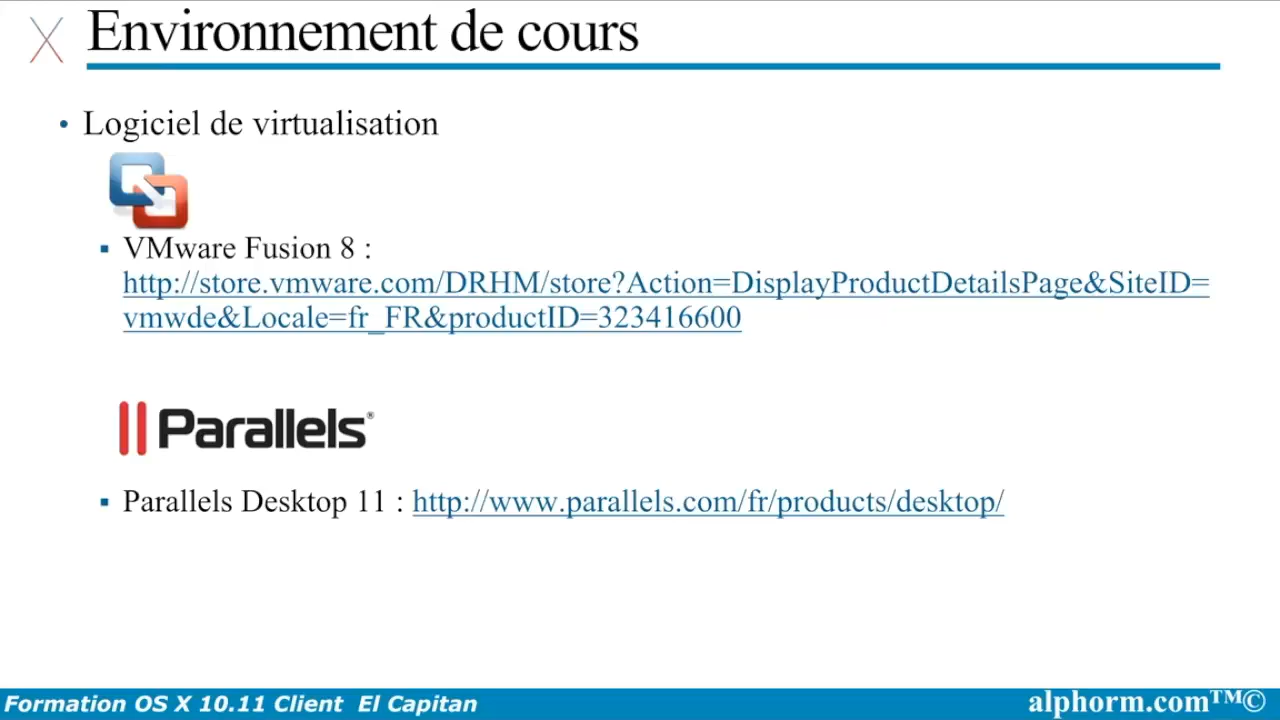 Environnement de cours
• Logiciel de virtualisation
▪ VMware Fusion 8 :
http://store.vmware.com/DRHM/store?Action=DisplayProductDetailsPage&SiteID=
vmwde&Locale=fr_FR&productID=323416600
Parallels®
▪ Parallels Desktop 11 : http://www.parallels.com/fr/products/desktop/
Formation OS X 10.11 Client El Capitan
alphorm.com™©